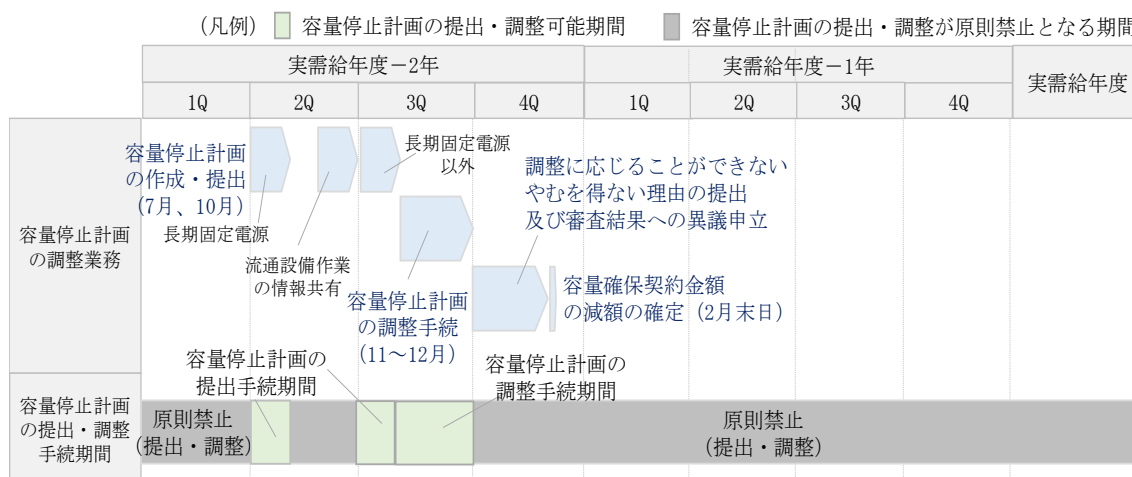 （凡例）
容量停止計画の提出・調整可能期間
容量停止計画の提出・調整が原則禁止となる期間
実需給年度－2年
実需給年度－1年
実需給年度
1Q
2Q
3Q
4Q
1Q
2Q
3Q
4Q
容量停止計画
の調整業務
容量停止計画
の作成・提出
(7月、10月)
長期固定電源
流通設備作業
の情報共有
長期固定電源
以外
容量停止計画
の調整手続
(11～12月)
調整に応じることができない
やむを得ない理由の提出
及び審査結果への異議申立
容量確保契約金額
の減額の確定（2月末日）
容量停止計画
の提出・調整
手続期間
容量停止計画の
提出手続期間
容量停止計画の
調整手続期間
原則禁止
(提出・調整)
原則禁止
(提出・調整)